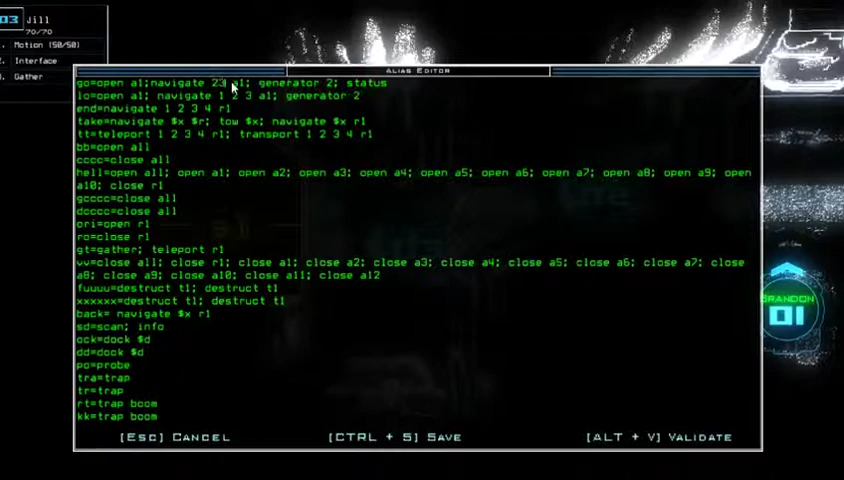 03 Jill
70/70
1. Motion (50/50)
2. Interface
3. Gather
Alias Editor
go=open a1;navigate 23 a1; generator 2; status
lo=open a1; navigate 1 2 3 a1; generator 2
end=navigate 1 2 3 4 r1
take=navigate $x $r; tow $x; navigate $x r1
tt=teleport 1 2 3 4 r1; transport 1 2 3 4 r1
bb=open all
cccc=close all
hell=open all; open a1; open a2; open a3; open a4; open a5; open a6; open a7; open a8; open a9; open
a10; close r1
gcccc=close all
dcccc=close all
ori=open r1
ro=close r1
gt=gather; teleport r1
vv=close all; close r1; close a1; close a2; close a3; close a4; close a5; close a6; close a7; close
a8; close a9; close a10; close a11; close a12
fuuuu=destruct t1; destruct t1
xxxxxx=destruct t1; destruct t1
back= navigate $x r1
sd=scan; info
ock=dock $d
dd=dock $d
po=probe
tra=trap
tr=trap
rt=trap boom
kk=trap boom
[Esc] Cancel
[CTRL + S] Save
[ALT + V] Validate
Brandon
01